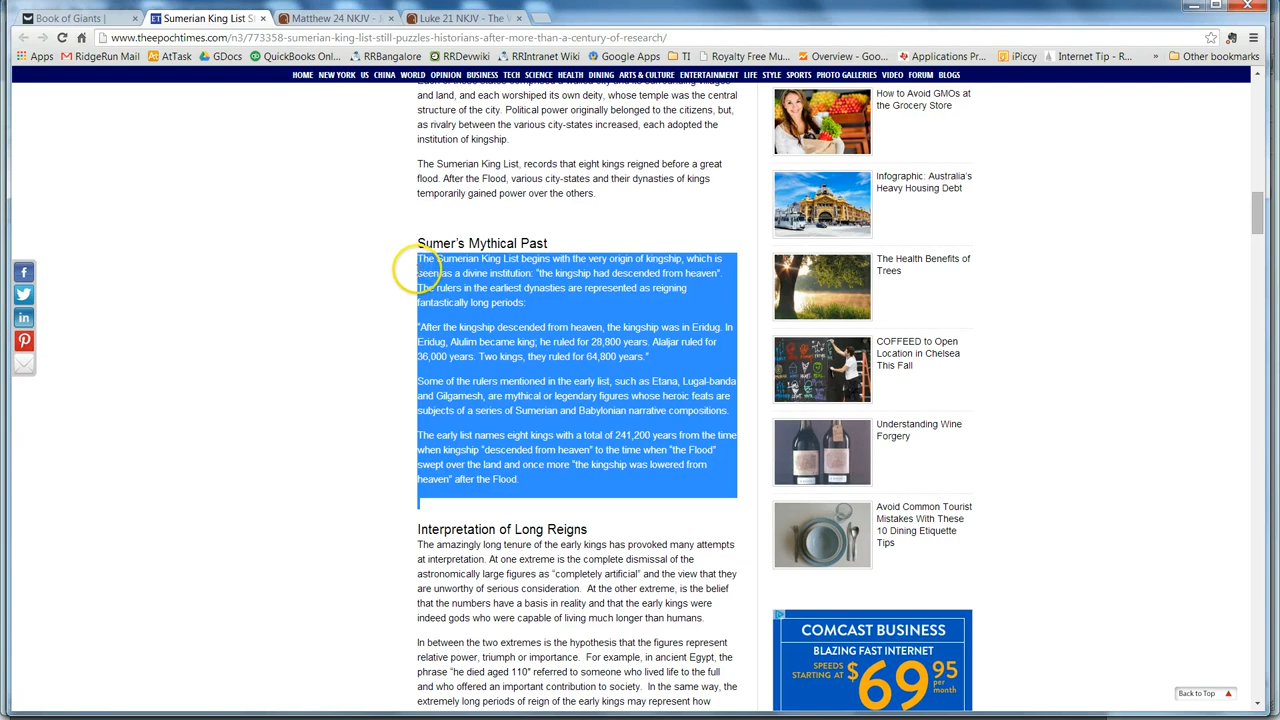 Book of Giants |
Sumerian King List S
Matthew 24 NKJV -
Luke 21 NKJV - The V
www.theepochtimes.com/n3/773358-sumerian-king-list-still-puzzles-historians-after-more-than-a-century-of-research/
Apps RidgeRun Mail AtTask GDocs QuickBooks Onlin... RRBangalore RRDevwiki RRIntranet Wiki Google Apps TI Royalty Free Mu... Overview - Goo... Applications Pr... iPiccy Internet Tip - R... » Other bookmarks
HOME NEW YORK US CHINA WORLD OPINION BUSINESS TECH SCIENCE HEALTH DINING ARTS & CULTURE ENTERTAINMENT LIFE STYLE SPORTS PHOTO GALLERIES VIDEO FORUM BLOGS
and land, and each worshiped its own deity, whose temple was the central
structure of the city. Political power originally belonged to the citizens, but,
as rivalry between the various city-states increased, each adopted the
institution of kingship.
The Sumerian King List, records that eight kings reigned before a great
flood. After the Flood, various city-states and their dynasties of kings
temporarily gained power over the others.
Sumer's Mythical Past
The Sumerian King List begins with the very origin of kingship, which is
seen as a divine institution: “the kingship had descended from heaven”.
The rulers in the earliest dynasties are represented as reigning
fantastically long periods:
“After the kingship descended from heaven, the kingship was in Eridug. In
Eridug, Alulim became king; he ruled for 28,800 years. Alaljar ruled for
36,000 years. Two kings, they ruled for 64,800 years.”
Some of the rulers mentioned in the early list, such as Etana, Lugal-banda
and Gilgamesh, are mythical or legendary figures whose heroic feats are
subjects of a series of Sumerian and Babylonian narrative compositions.
The early list names eight kings with a total of 241,200 years from the time
when kingship “descended from heaven” to the time when “the Flood”
swept over the land and once more “the kingship was lowered from
heaven” after the Flood.
Interpretation of Long Reigns
The amazingly long tenure of the early kings has provoked many attempts
at interpretation. At one extreme is the complete dismissal of the
astronomically large figures as “completely artificial” and the view that they
are unworthy of serious consideration. At the other extreme, is the belief
that the numbers have a basis in reality and that the early kings were
indeed gods who were capable of living much longer than humans.
In between the two extremes is the hypothesis that the figures represent
relative power, triumph or importance. For example, in ancient Egypt, the
phrase “he died aged 110” referred to someone who lived life to the full
and who offered an important contribution to society. In the same way, the
extremely long periods of reign of the early kings may represent how
How to Avoid GMOs at
the Grocery Store
Infographic: Australia's
Heavy Housing Debt
The Health Benefits of
Trees
COFFEED to Open
Location in Chelsea
This Fall
Understanding Wine
Forgery
Avoid Common Tourist
Mistakes With These
10 Dining Etiquette
Tips
COMCAST BUSINESS
BLAZING FAST INTERNET
SPEEDS
STARTING AT
$69 95
per
month
Back to Top